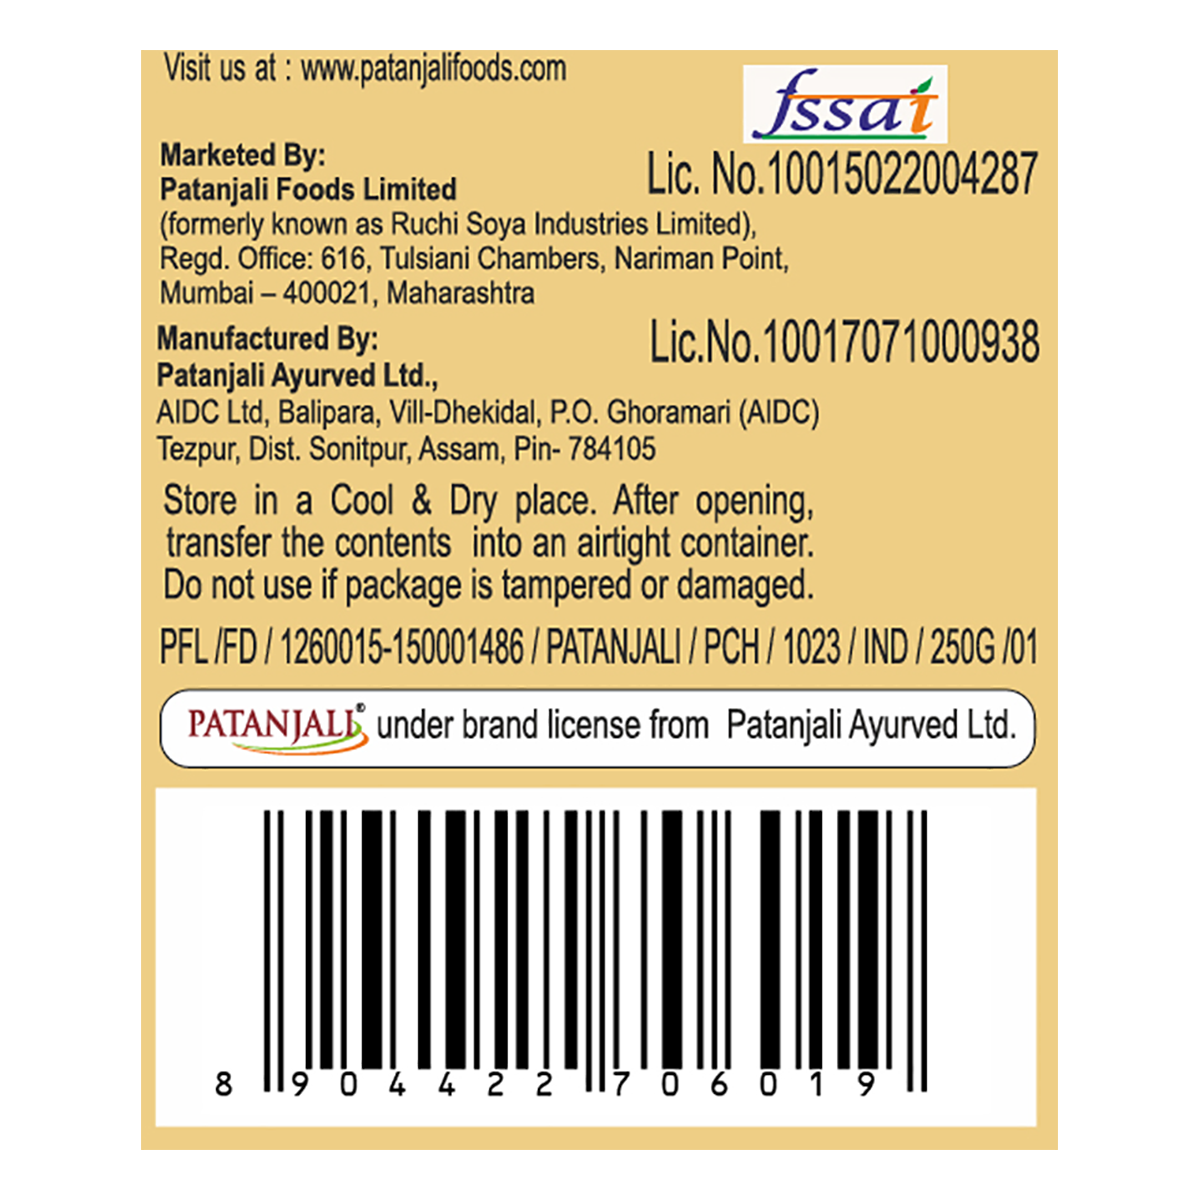 Visit us at : www.patanjalifoods.com
fssai
Marketed By:
Patanjali Foods Limited
Lic. No.10015022004287
(formerly known as Ruchi Soya Industries Limited),
Regd. Office: 616, Tulsiani Chambers, Nariman Point,
Mumbai – 400021, Maharashtra
Manufactured By:
Lic.No.10017071000938
Patanjali Ayurved Ltd.,
AIDC Ltd, Balipara, Vill-Dhekidal, P.O. Ghoramari (AIDC)
Tezpur, Dist. Sonitpur, Assam, Pin- 784105
Store in a Cool & Dry place. After opening,
transfer the contents into an airtight container.
Do not use if package is tampered or damaged.
PFL /FD / 1260015-150001486 / PATANJALI / PCH / 1023 / IND / 250G /01
PATANJALI® under brand license from Patanjali Ayurved Ltd.
8 904422 706019